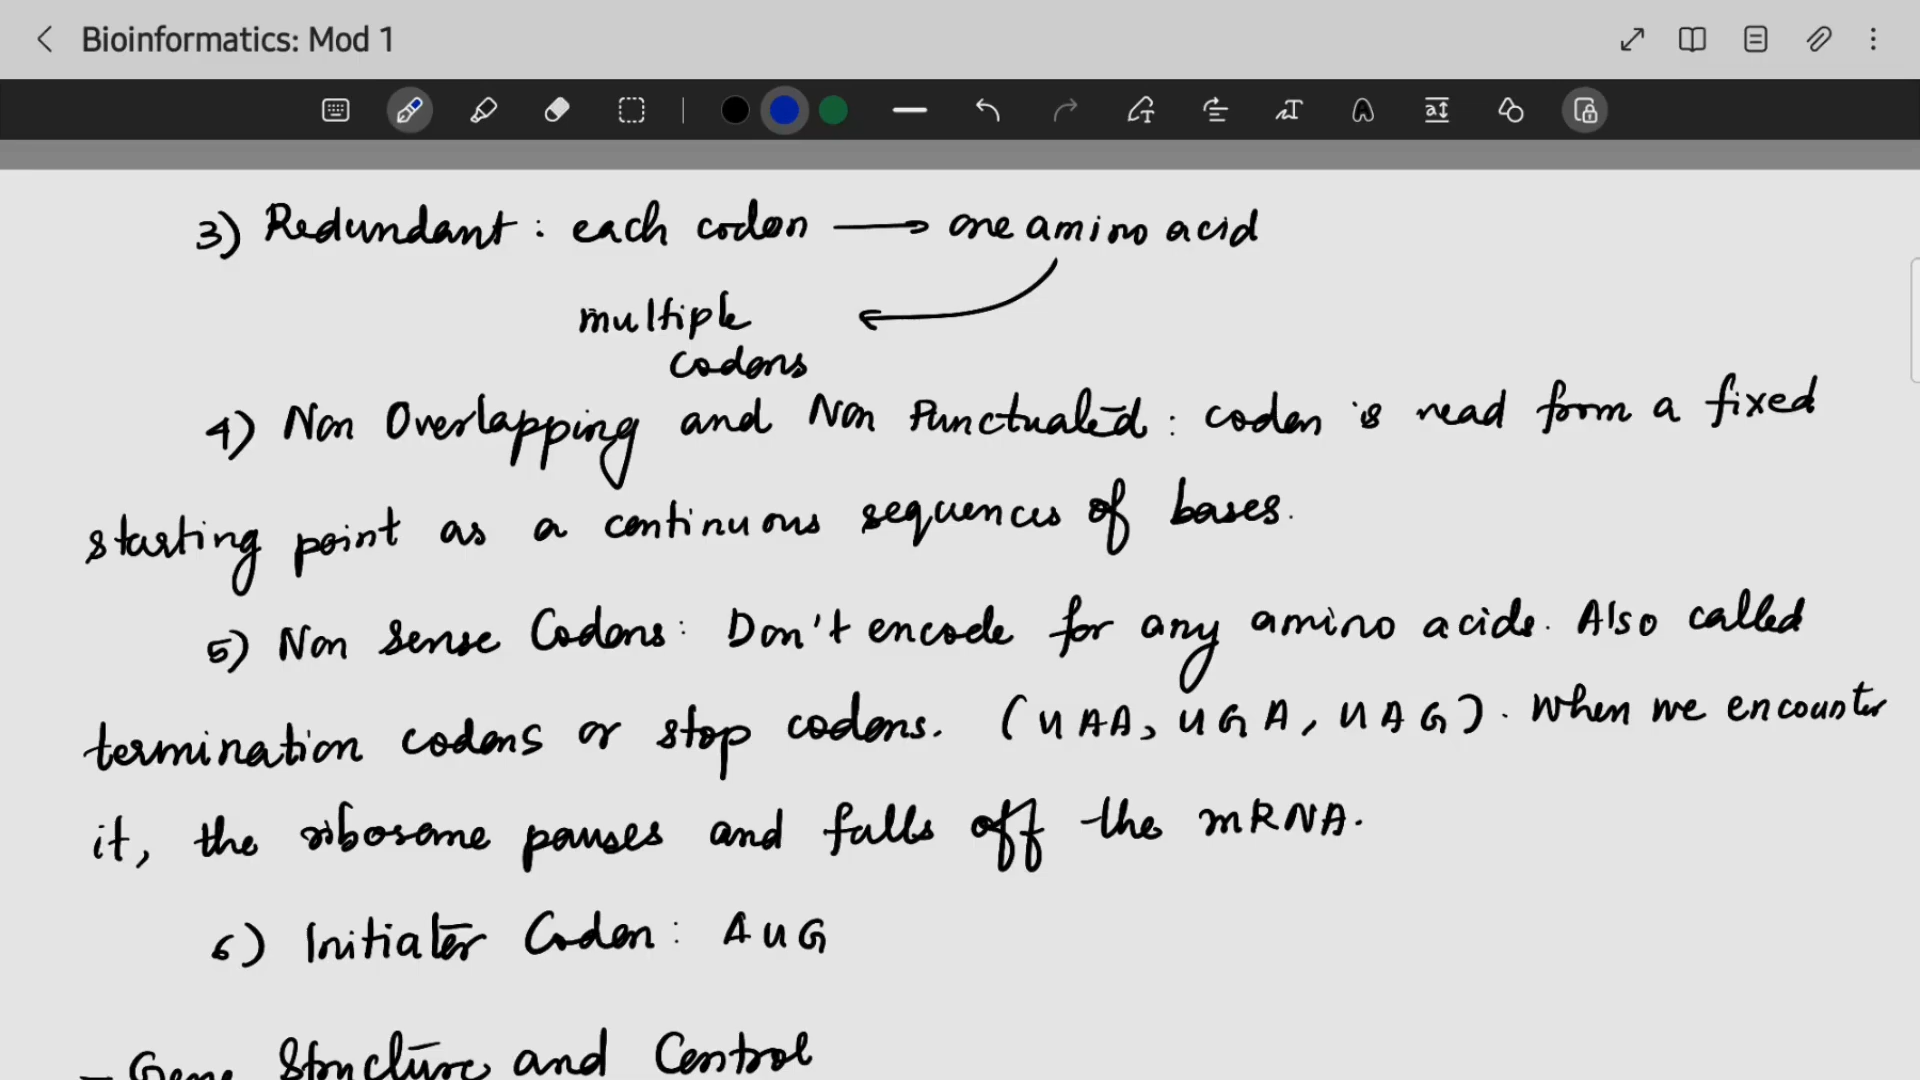 Bioinformatics: Mod 1
3) Redundant : each codon → one amino acid
multiple
codons
4) Non Overlapping and Non Punctuated : codon is read from a fixed
starting point as a continuous sequences of bases.
5) Non Sense Codons : Don't encode for any amino acids. Also called
termination codons or stop codons. (UAA, UGA, UAG). When we encounter
it, the ribosome pauses and falls off the mRNA.
6) Initiator Codon : AUG
- Gene Structure and Control